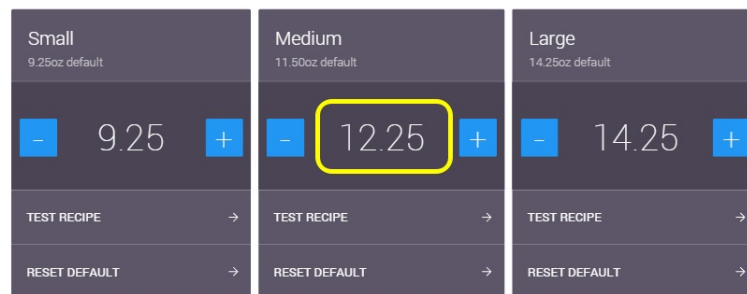 Small
9.25oz default
- 9.25 +
TEST RECIPE →
RESET DEFAULT →
Medium
11.50oz default
- 12.25 +
TEST RECIPE →
RESET DEFAULT →
Large
14.25oz default
- 14.25 +
TEST RECIPE →
RESET DEFAULT →